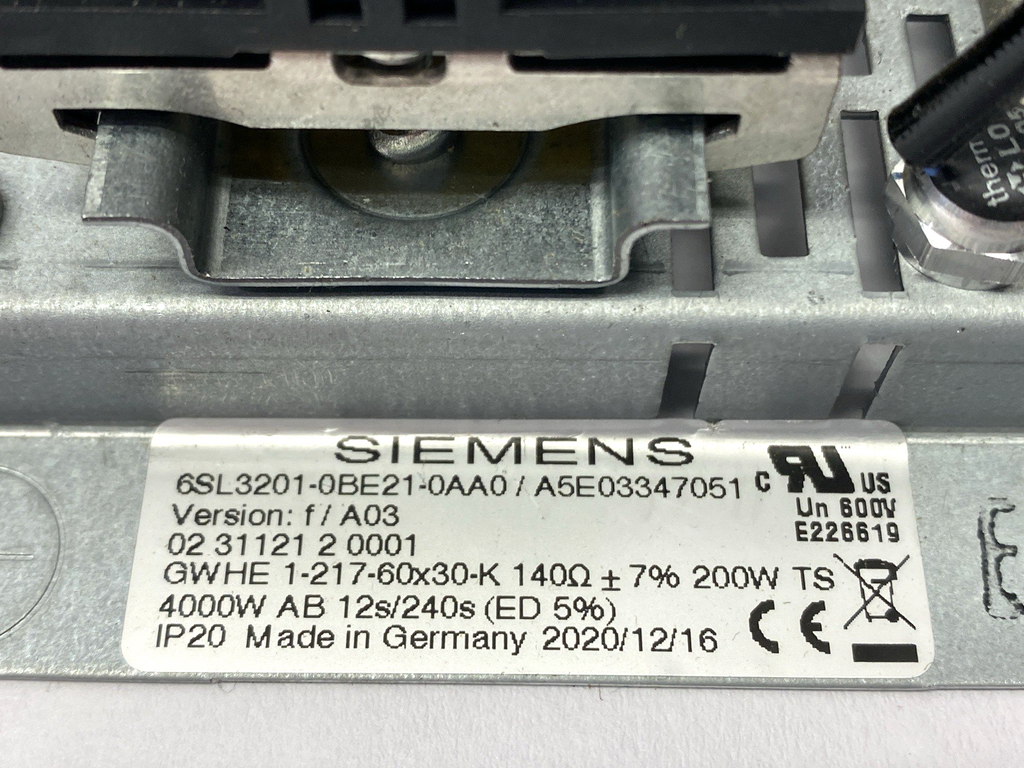 SIEMENS
6SL3201-0BE21-0AA0 / A5E03347051
Version: f / A03
02 31121 2 0001
GWHE 1-217-60x30-K 140Ω ± 7% 200W TS
4000W AB 12s/240s (ED 5%)
IP20 Made in Germany 2020/12/16
C US
Un 600V
E226619
CE